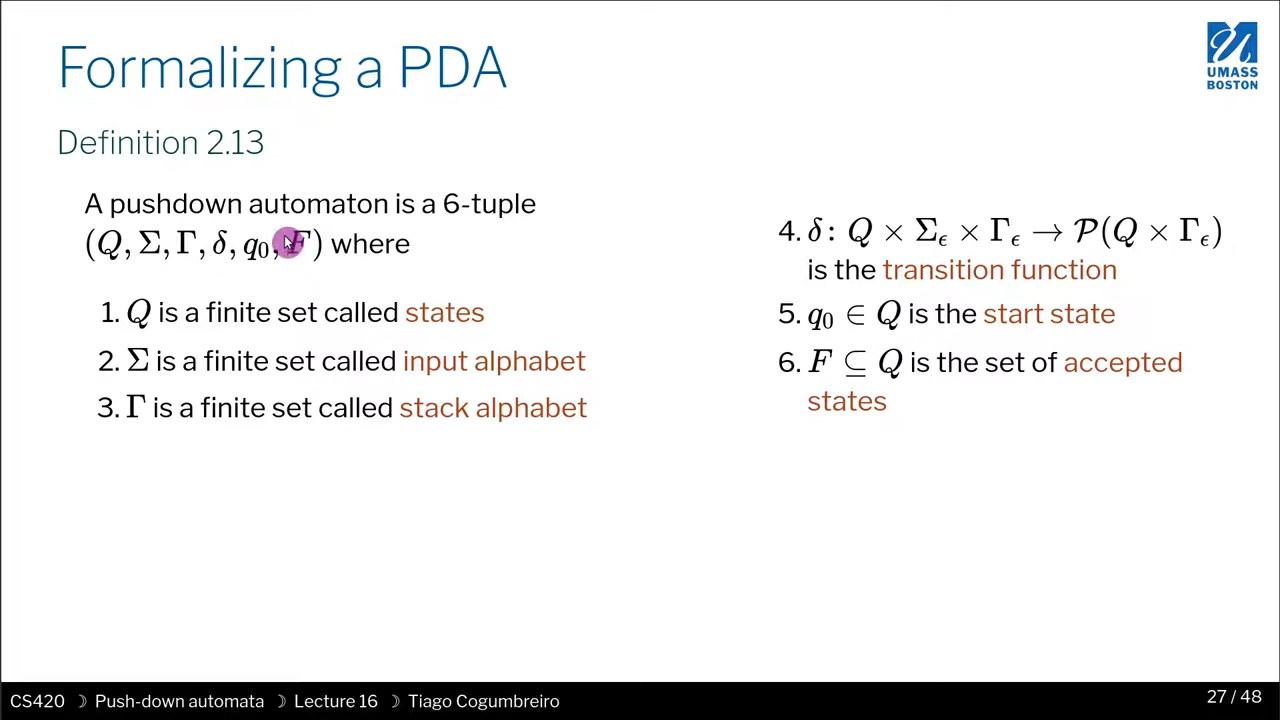 Formalizing a PDA
UMASS
BOSTON
Definition 2.13
A pushdown automaton is a 6-tuple
(Q, Σ, Γ, δ, q₀, F) where
1. Q is a finite set called states
2. Σ is a finite set called input alphabet
3. Γ is a finite set called stack alphabet
4. δ: Q × Σ_ϵ × Γ_ϵ → 𝒫(Q × Γ_ϵ)
is the transition function
5. q₀ ∈ Q is the start state
6. F ⊆ Q is the set of accepted
states
CS420 ☽ Push-down automata ☽ Lecture 16 ☽ Tiago Cogumbreiro
27 / 48